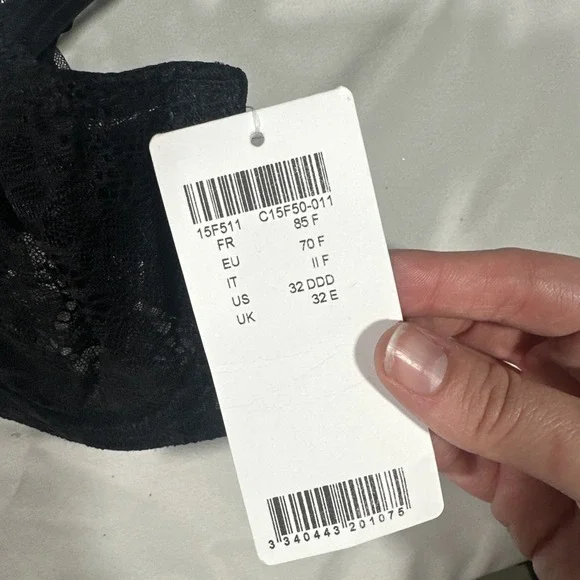 15F511 C15F50-011
FR 85 F
EU 70 F
IT II F
US 32 DDD
UK 32 E
3 340443 201075